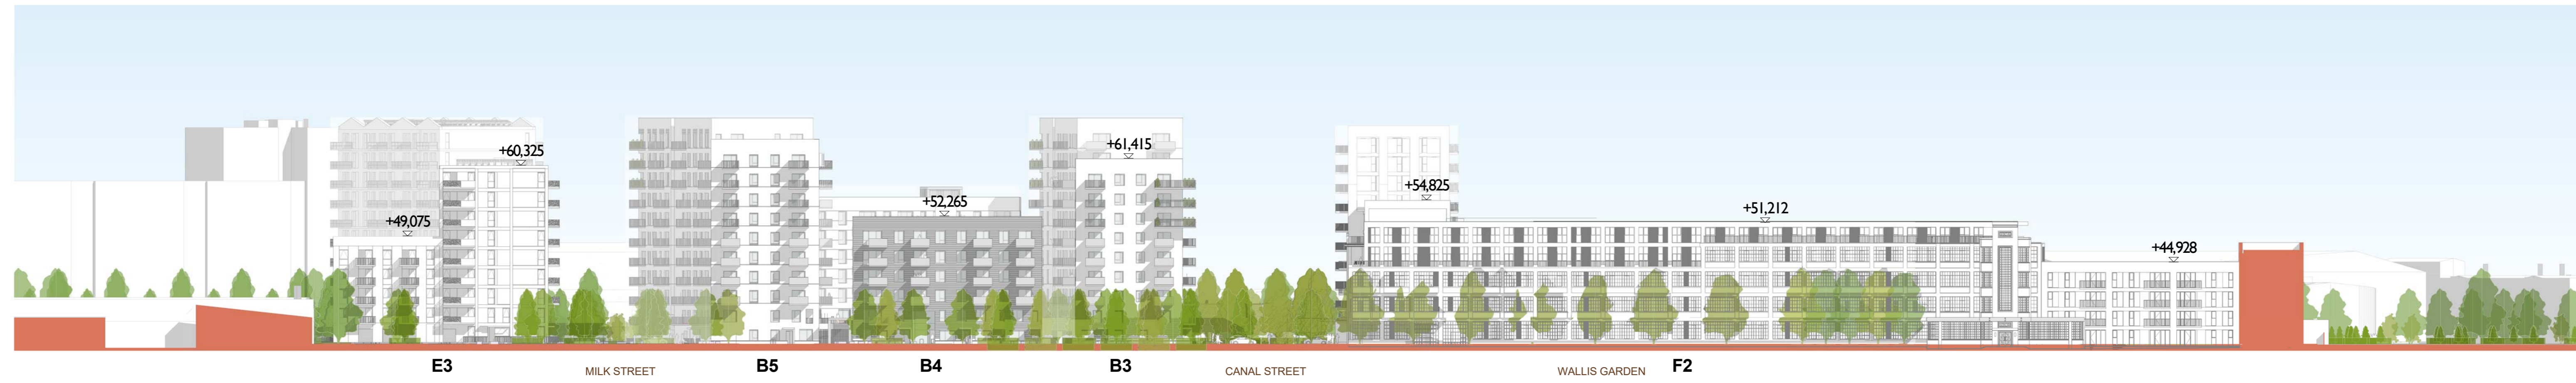 +60,325
+61,415
+54,825
+49,075
+52,265
+51,212
+44,928
E3
MILK STREET
B5
B4
B3
CANAL STREET
WALLIS GARDEN
F2